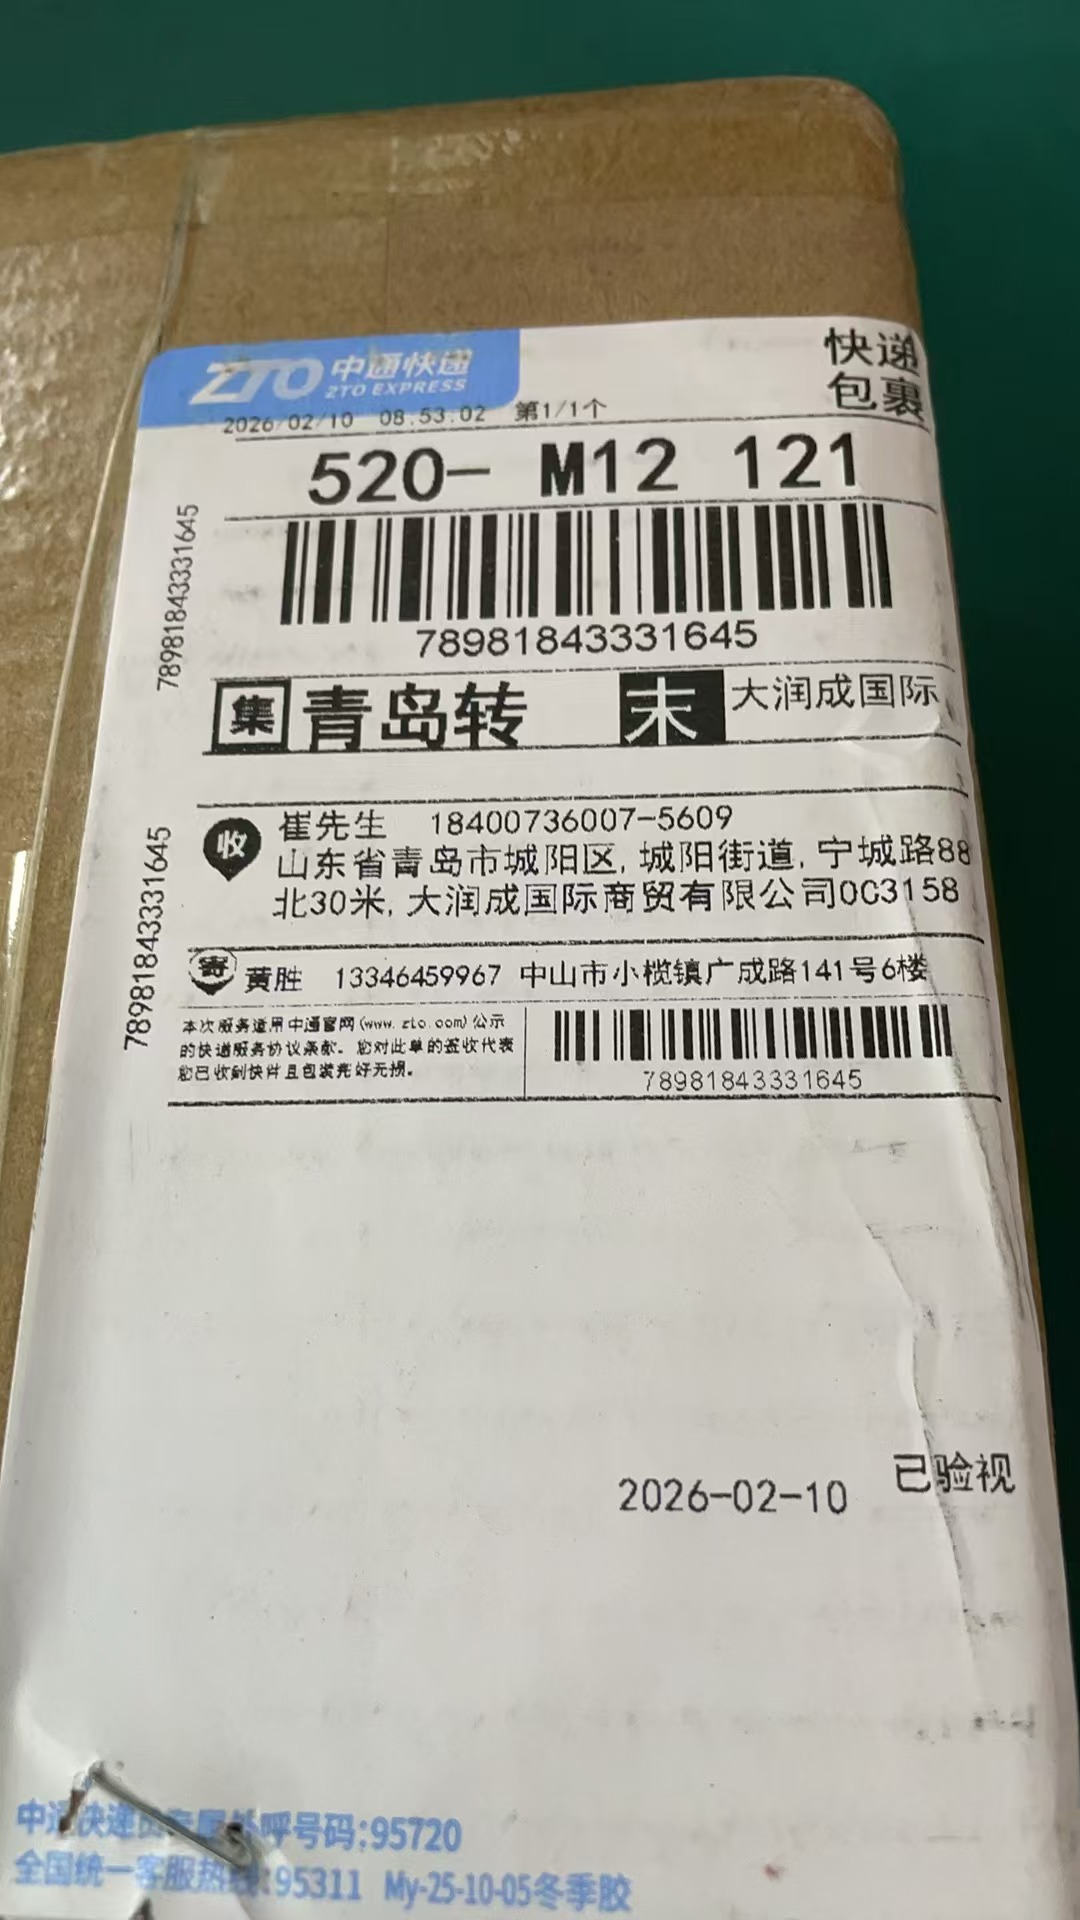 ZTO 中通快递
ZTO EXPRESS
快递
包裹
2026/02/10 08.53.02 第1/1个
520- M12 121
78981843331645
78981843331645
集 青岛转 末 大润成国际
收 崔先生 18400736007-5609
山东省青岛市城阳区,城阳街道,宁城路88
北30米,大润成国际商贸有限公司0C3158
78981843331645
寄 黄胜 13346459967 中山市小榄镇广成路141号6楼
本次服务适用中通官网(www.zto.com)公示
的快递服务协议条款。您对此单的签收代表
您已收到快件且包装完好无损。
78981843331645
2026-02-10 已验视
中通快递员专属外呼号码:95720
全国统一客服热线:95311 My-25-10-05冬季胶